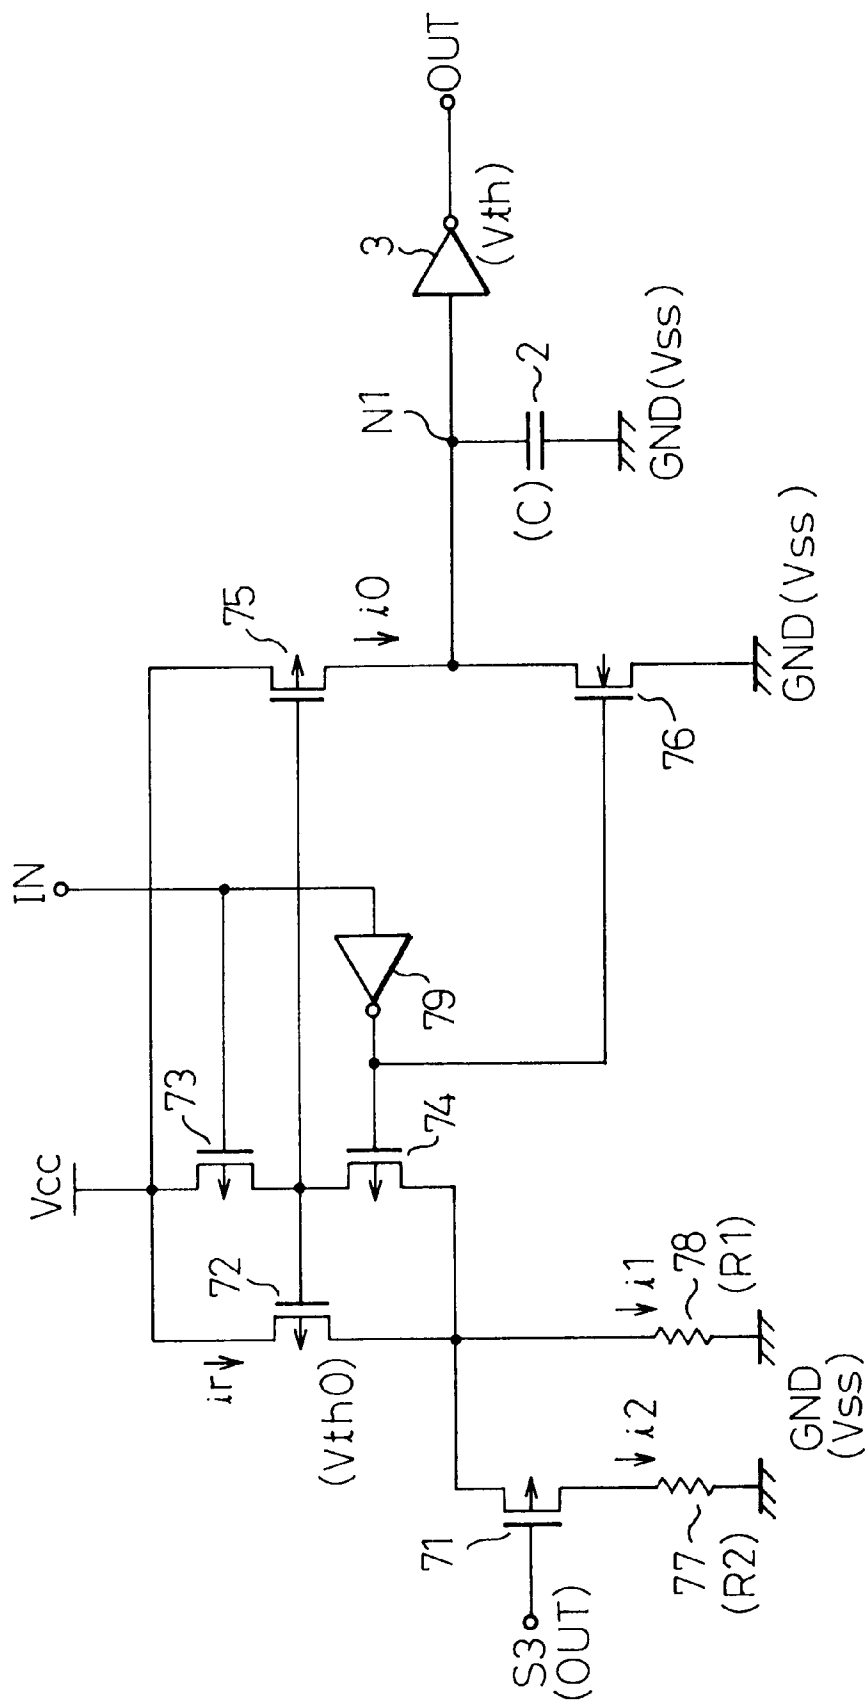 Vcc
IN
OUT
73
72
ir
(Vth0)
74
79
75
i0
76
N1
3
(Vth)
2
(C)
GND(Vss)
GND(Vss)
S3
(OUT)
71
i2
77
(R2)
i1
78
(R1)
GND
(Vss)